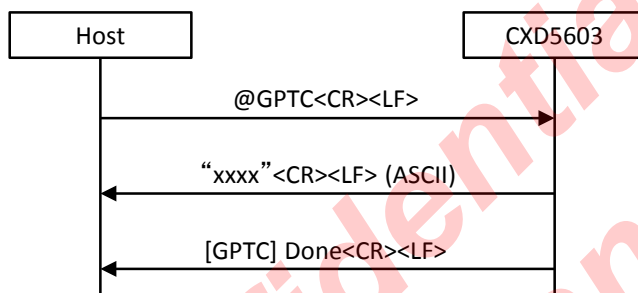 Host CXD5603
@GPTC<CR><LF>
“xxxx”<CR><LF> (ASCII)
[GPTC] Done<CR><LF>